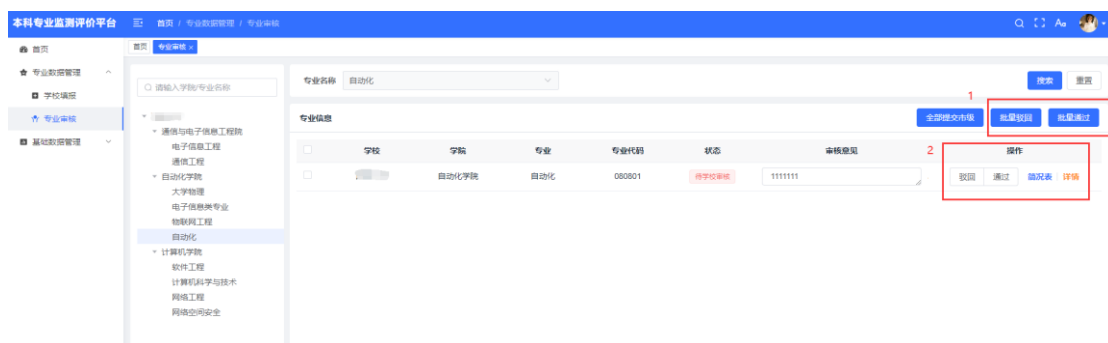 本科专业监测评价平台 首页 / 专业数据管理 / 专业审核
首页 首页 专业审核 ×
专业数据管理
学校填报
专业审核
基础数据管理
请输入学院/专业名称
通信与电子信息工程院
电子信息工程
通信工程
自动化学院
大学物理
电子信息类专业
物联网工程
自动化
计算机学院
软件工程
计算机科学与技术
网络工程
网络空间安全
专业名称 自动化 搜索 重置
1
专业信息 全部提交市级 批量驳回 批量通过
学校 学院 专业 专业代码 状态 审核意见 2 操作
自动化学院 自动化 080801 待学校审核 1111111 驳回 通过 简况表 详情